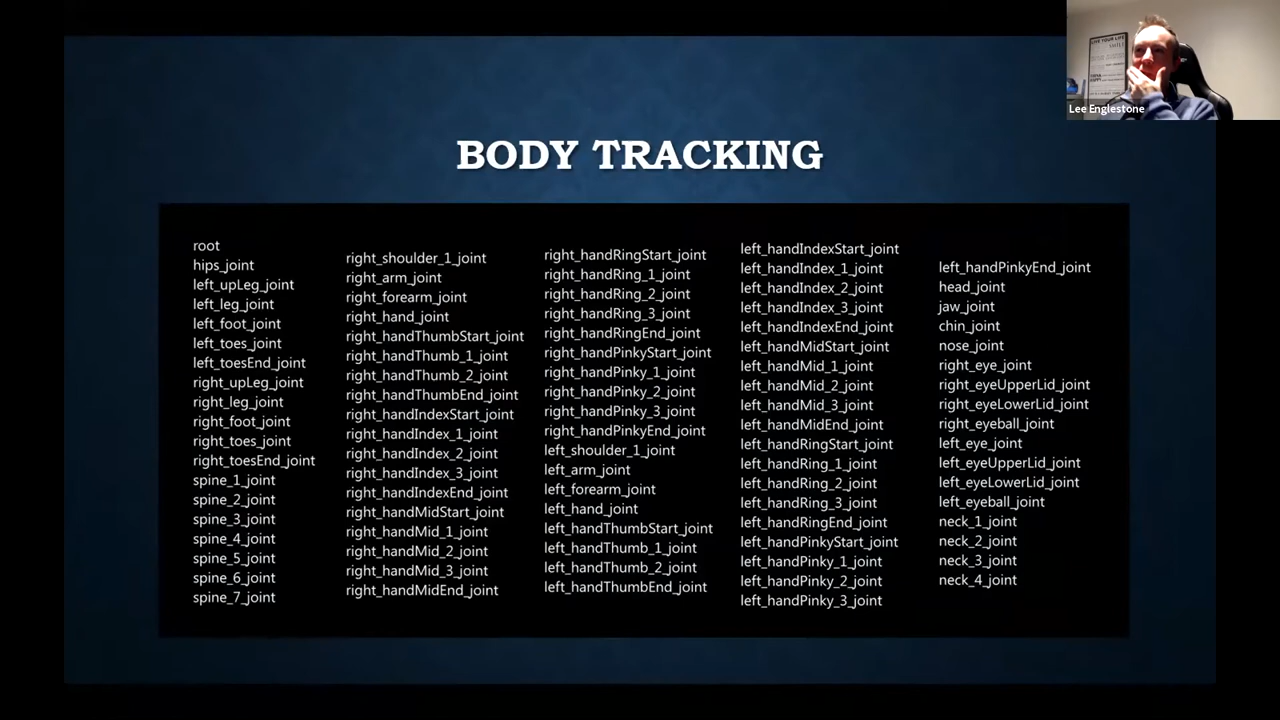 LIVE YOUR LIFE
Lee Englestone
BODY TRACKING
root
hips_joint
left_upLeg_joint
left_leg_joint
left_foot_joint
left_toes_joint
left_toesEnd_joint
right_upLeg_joint
right_leg_joint
right_foot_joint
right_toes_joint
right_toesEnd_joint
spine_1_joint
spine_2_joint
spine_3_joint
spine_4_joint
spine_5_joint
spine_6_joint
spine_7_joint
right_shoulder_1_joint
right_arm_joint
right_forearm_joint
right_hand_joint
right_handThumbStart_joint
right_handThumb_1_joint
right_handThumb_2_joint
right_handThumbEnd_joint
right_handIndexStart_joint
right_handIndex_1_joint
right_handIndex_2_joint
right_handIndex_3_joint
right_handIndexEnd_joint
right_handMidStart_joint
right_handMid_1_joint
right_handMid_2_joint
right_handMid_3_joint
right_handMidEnd_joint
right_handRingStart_joint
right_handRing_1_joint
right_handRing_2_joint
right_handRing_3_joint
right_handRingEnd_joint
right_handPinkyStart_joint
right_handPinky_1_joint
right_handPinky_2_joint
right_handPinky_3_joint
right_handPinkyEnd_joint
left_shoulder_1_joint
left_arm_joint
left_forearm_joint
left_hand_joint
left_handThumbStart_joint
left_handThumb_1_joint
left_handThumb_2_joint
left_handThumbEnd_joint
left_handIndexStart_joint
left_handIndex_1_joint
left_handIndex_2_joint
left_handIndex_3_joint
left_handIndexEnd_joint
left_handMidStart_joint
left_handMid_1_joint
left_handMid_2_joint
left_handMid_3_joint
left_handMidEnd_joint
left_handRingStart_joint
left_handRing_1_joint
left_handRing_2_joint
left_handRing_3_joint
left_handRingEnd_joint
left_handPinkyStart_joint
left_handPinky_1_joint
left_handPinky_2_joint
left_handPinky_3_joint
left_handPinkyEnd_joint
head_joint
jaw_joint
chin_joint
nose_joint
right_eye_joint
right_eyeUpperLid_joint
right_eyeLowerLid_joint
right_eyeball_joint
left_eye_joint
left_eyeUpperLid_joint
left_eyeLowerLid_joint
left_eyeball_joint
neck_1_joint
neck_2_joint
neck_3_joint
neck_4_joint